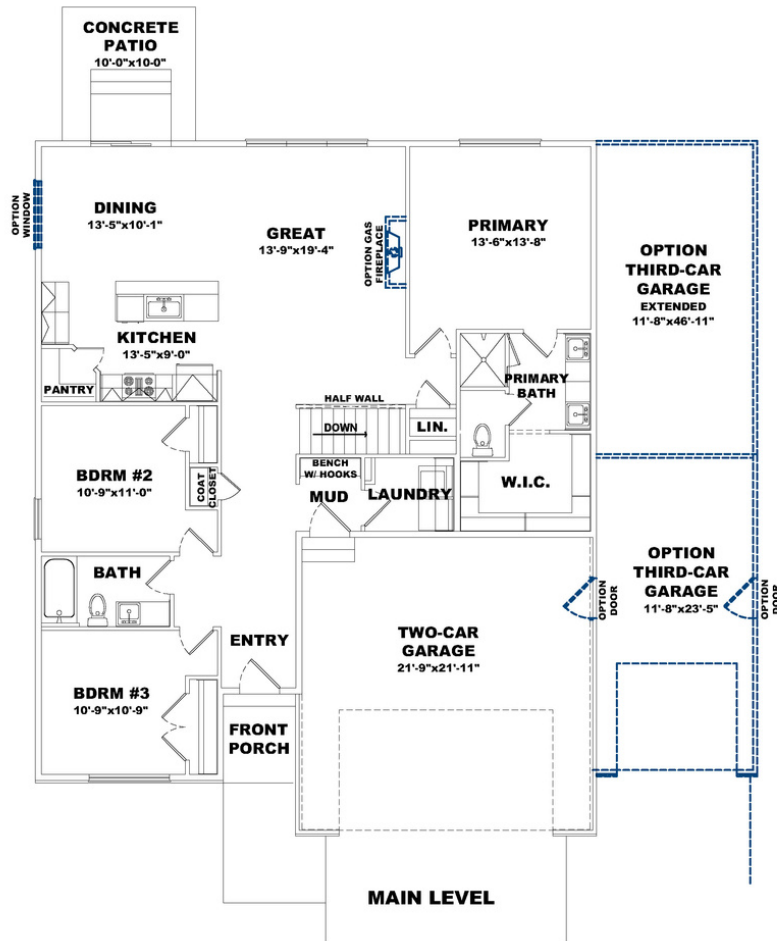 CONCRETE
PATIO
10'-0"x10-0"
OPTION
WINDOW
DINING
13'-5"x10'-1"
GREAT
13'-9"x19'-4"
OPTION GAS
FIREPLACE
PRIMARY
13'-6"x13'-8"
OPTION
THIRD-CAR
GARAGE
EXTENDED
11'-8"x46'-11"
KITCHEN
13'-5"x9'-0"
PANTRY
PRIMARY
BATH
HALF WALL
DOWN
LIN.
BDRM #2
10'-9"x11'-0"
COAT
CLOSET
BENCH
W/ HOOKS
MUD
LAUNDRY
W.I.C.
BATH
OPTION
THIRD-CAR
GARAGE
11'-8"x23'-5"
OPTION
DOOR
OPTION
DOOR
ENTRY
TWO-CAR
GARAGE
21'-9"x21'-11"
BDRM #3
10'-9"x10'-9"
FRONT
PORCH
MAIN LEVEL